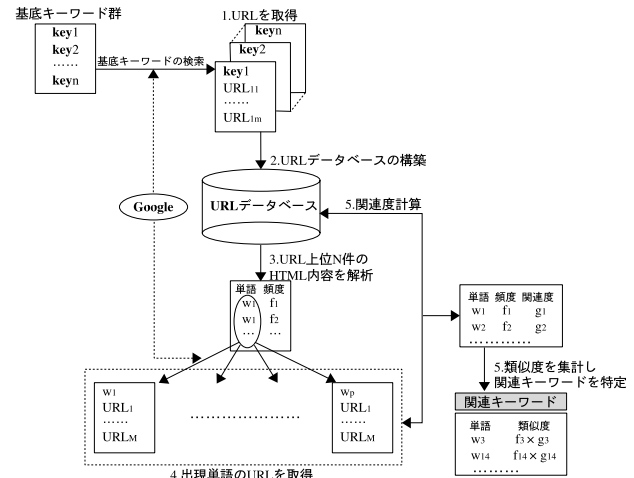 基底キーワード群
key1
key2
……
keyn
基底キーワードの検索
1.URLを取得
keyn
key2
key1
URL11
……
URL1m
2.URLデータベースの構築
Google
URLデータベース
5.関連度計算
3.URL上位N件の
HTML内容を解析
単語 頻度
w1 f1
w1 f2
… …
単語 頻度 関連度
w1 f1 g1
w2 f2 g2
…………
5.類似度を集計し
関連キーワードを特定
関連キーワード
単語 類似度
w3 f3×g3
w14 f14×g14
………
w1
URL1
……
URLM
…………………
wp
URL1
……
URLM
4.出現単語のURLを取得